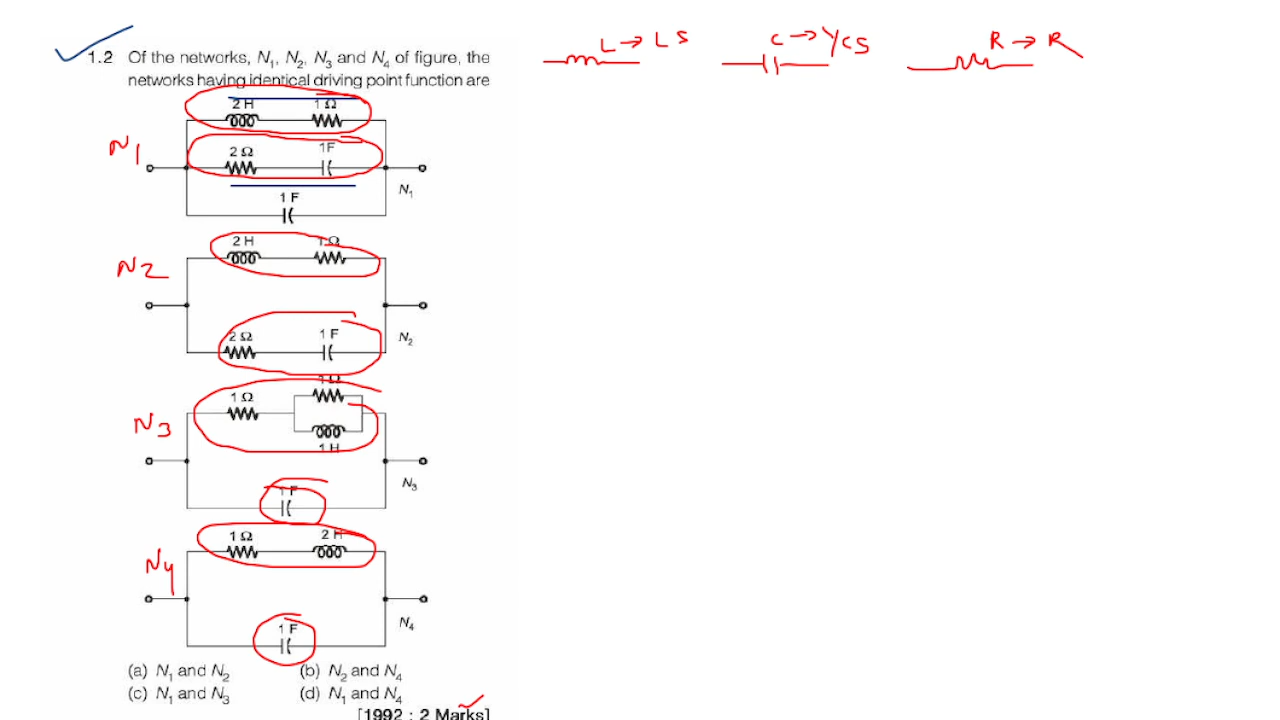 L → LS C → 1/CS R → R
1.2 Of the networks, N1, N2, N3 and N4 of figure, the
networks having identical driving point function are
2 H 1 Ω
N1
2 Ω 1F
N1
1 F
2 H 1 Ω
N2
2 Ω 1 F
N2
1 Ω
1 Ω
N3
1 H
N3
1 F
1 Ω 2 H
N4
N4
1 F
(a) N1 and N2 (b) N2 and N4
(c) N1 and N3 (d) N1 and N4
[1992 : 2 Marks]